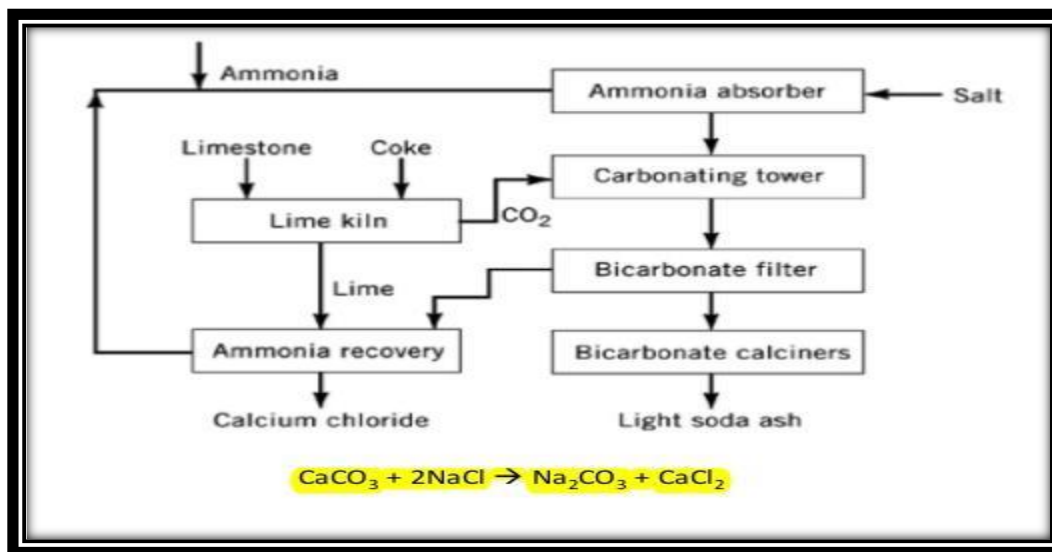 Ammonia
Ammonia absorber
Salt
Limestone
Coke
Carbonating tower
Lime kiln
CO₂
Bicarbonate filter
Lime
Ammonia recovery
Bicarbonate calciners
Calcium chloride
Light soda ash
CaCO₃ + 2NaCl → Na₂CO₃ + CaCl₂